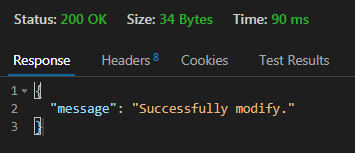 Status: 200 OK Size: 34 Bytes Time: 90 ms
Response Headers 8 Cookies Test Results
1 {
2 "message": "Successfully modify."
3 }